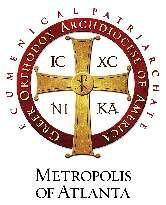 ECUMENICAL PATRIARCHATE
GREEK ORTHODOX ARCHDIOCESE OF AMERICA
IC XC
NI KA
METROPOLIS
OF ATLANTA